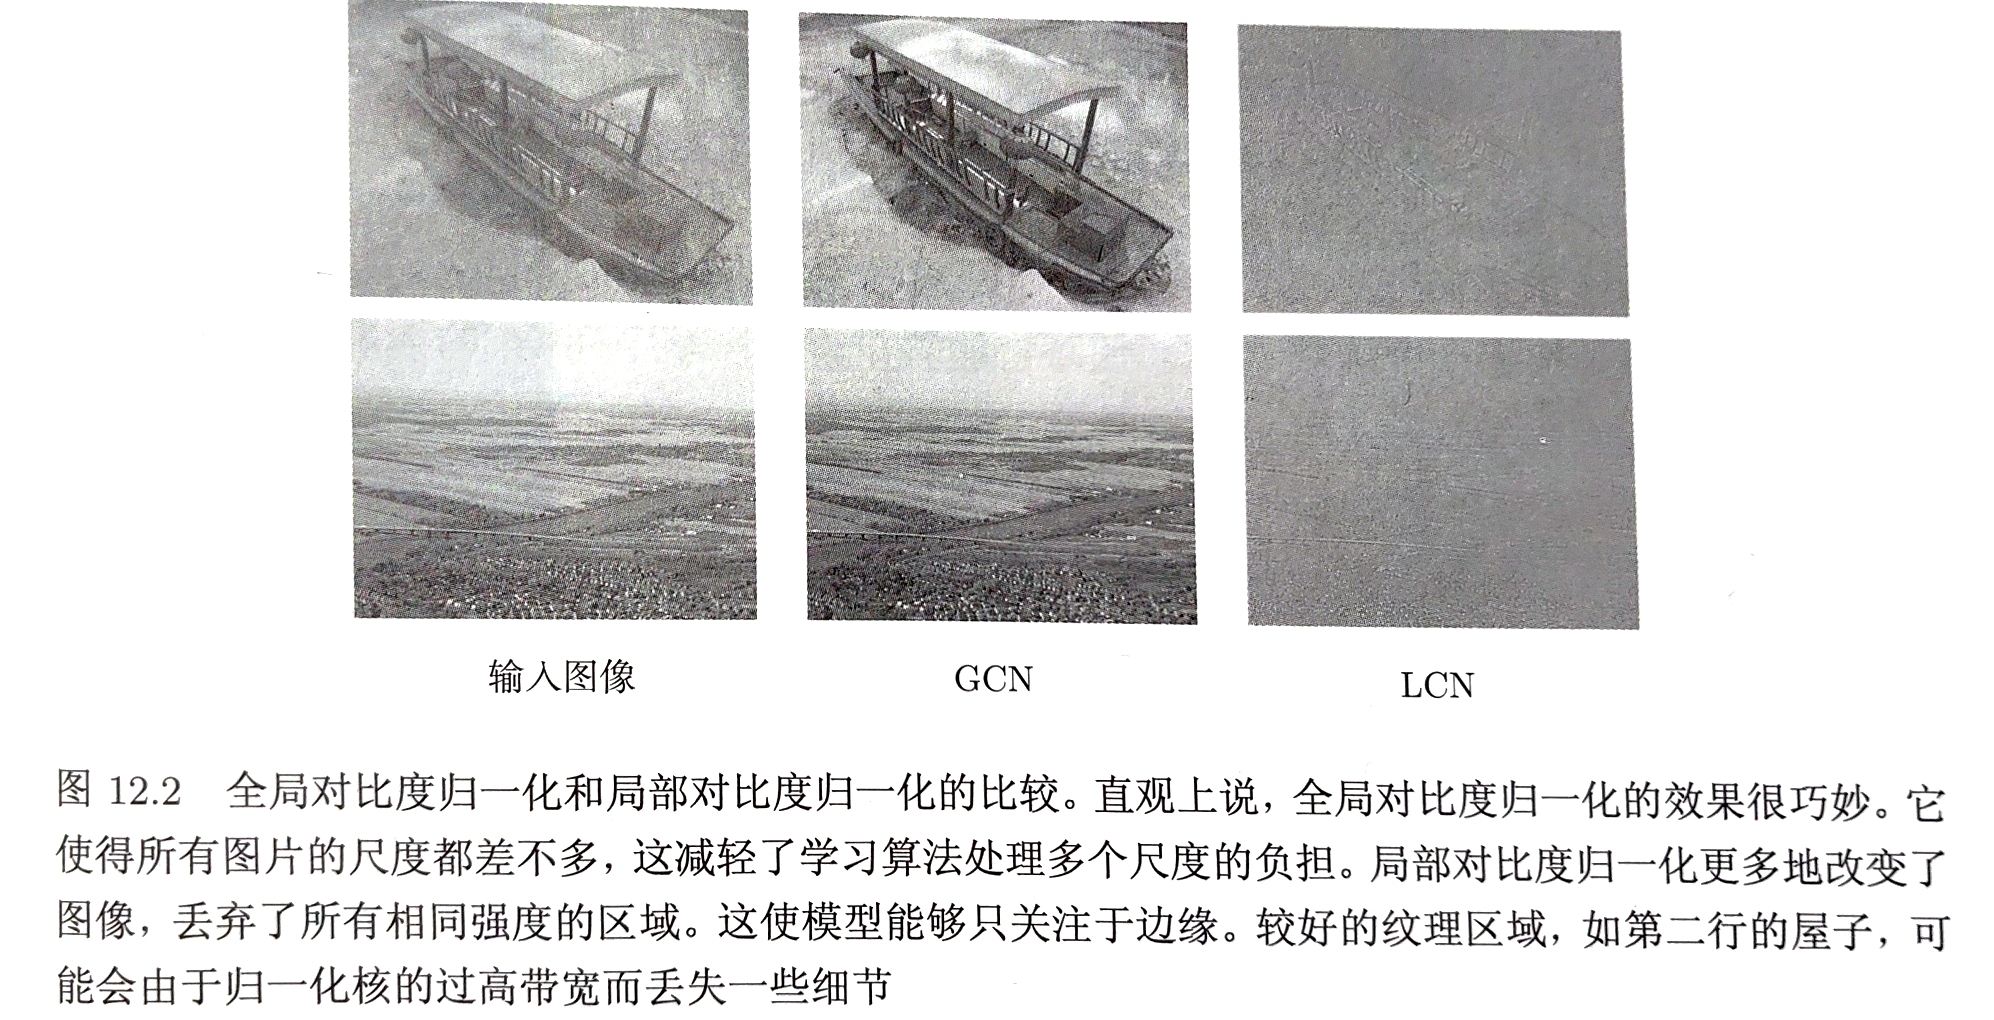 输入图像
GCN
LCN
图 12.2 全局对比度归一化和局部对比度归一化的比较。直观上说，全局对比度归一化的效果很巧妙。它
使得所有图片的尺度都差不多，这减轻了学习算法处理多个尺度的负担。局部对比度归一化更多地改变了
图像，丢弃了所有相同强度的区域。这使模型能够只关注于边缘。较好的纹理区域，如第二行的屋子，可
能会由于归一化核的过高带宽而丢失一些细节